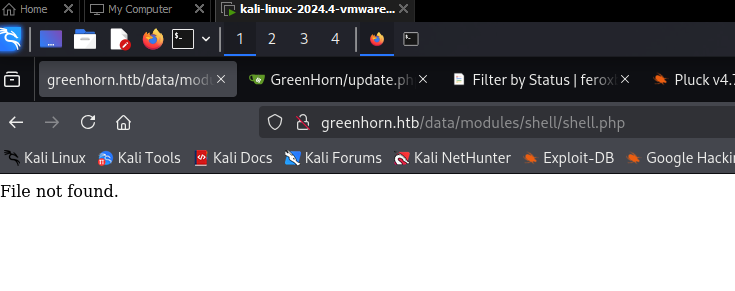 Home × My Computer × kali-linux-2024.4-vmware... ×
1 2 3 4
greenhorn.htb/data/mod × GreenHorn/update.ph × Filter by Status | ferox × Pluck v4.7
greenhorn.htb/data/modules/shell/shell.php
Kali Linux Kali Tools Kali Docs Kali Forums Kali NetHunter Exploit-DB Google Hackin
File not found.